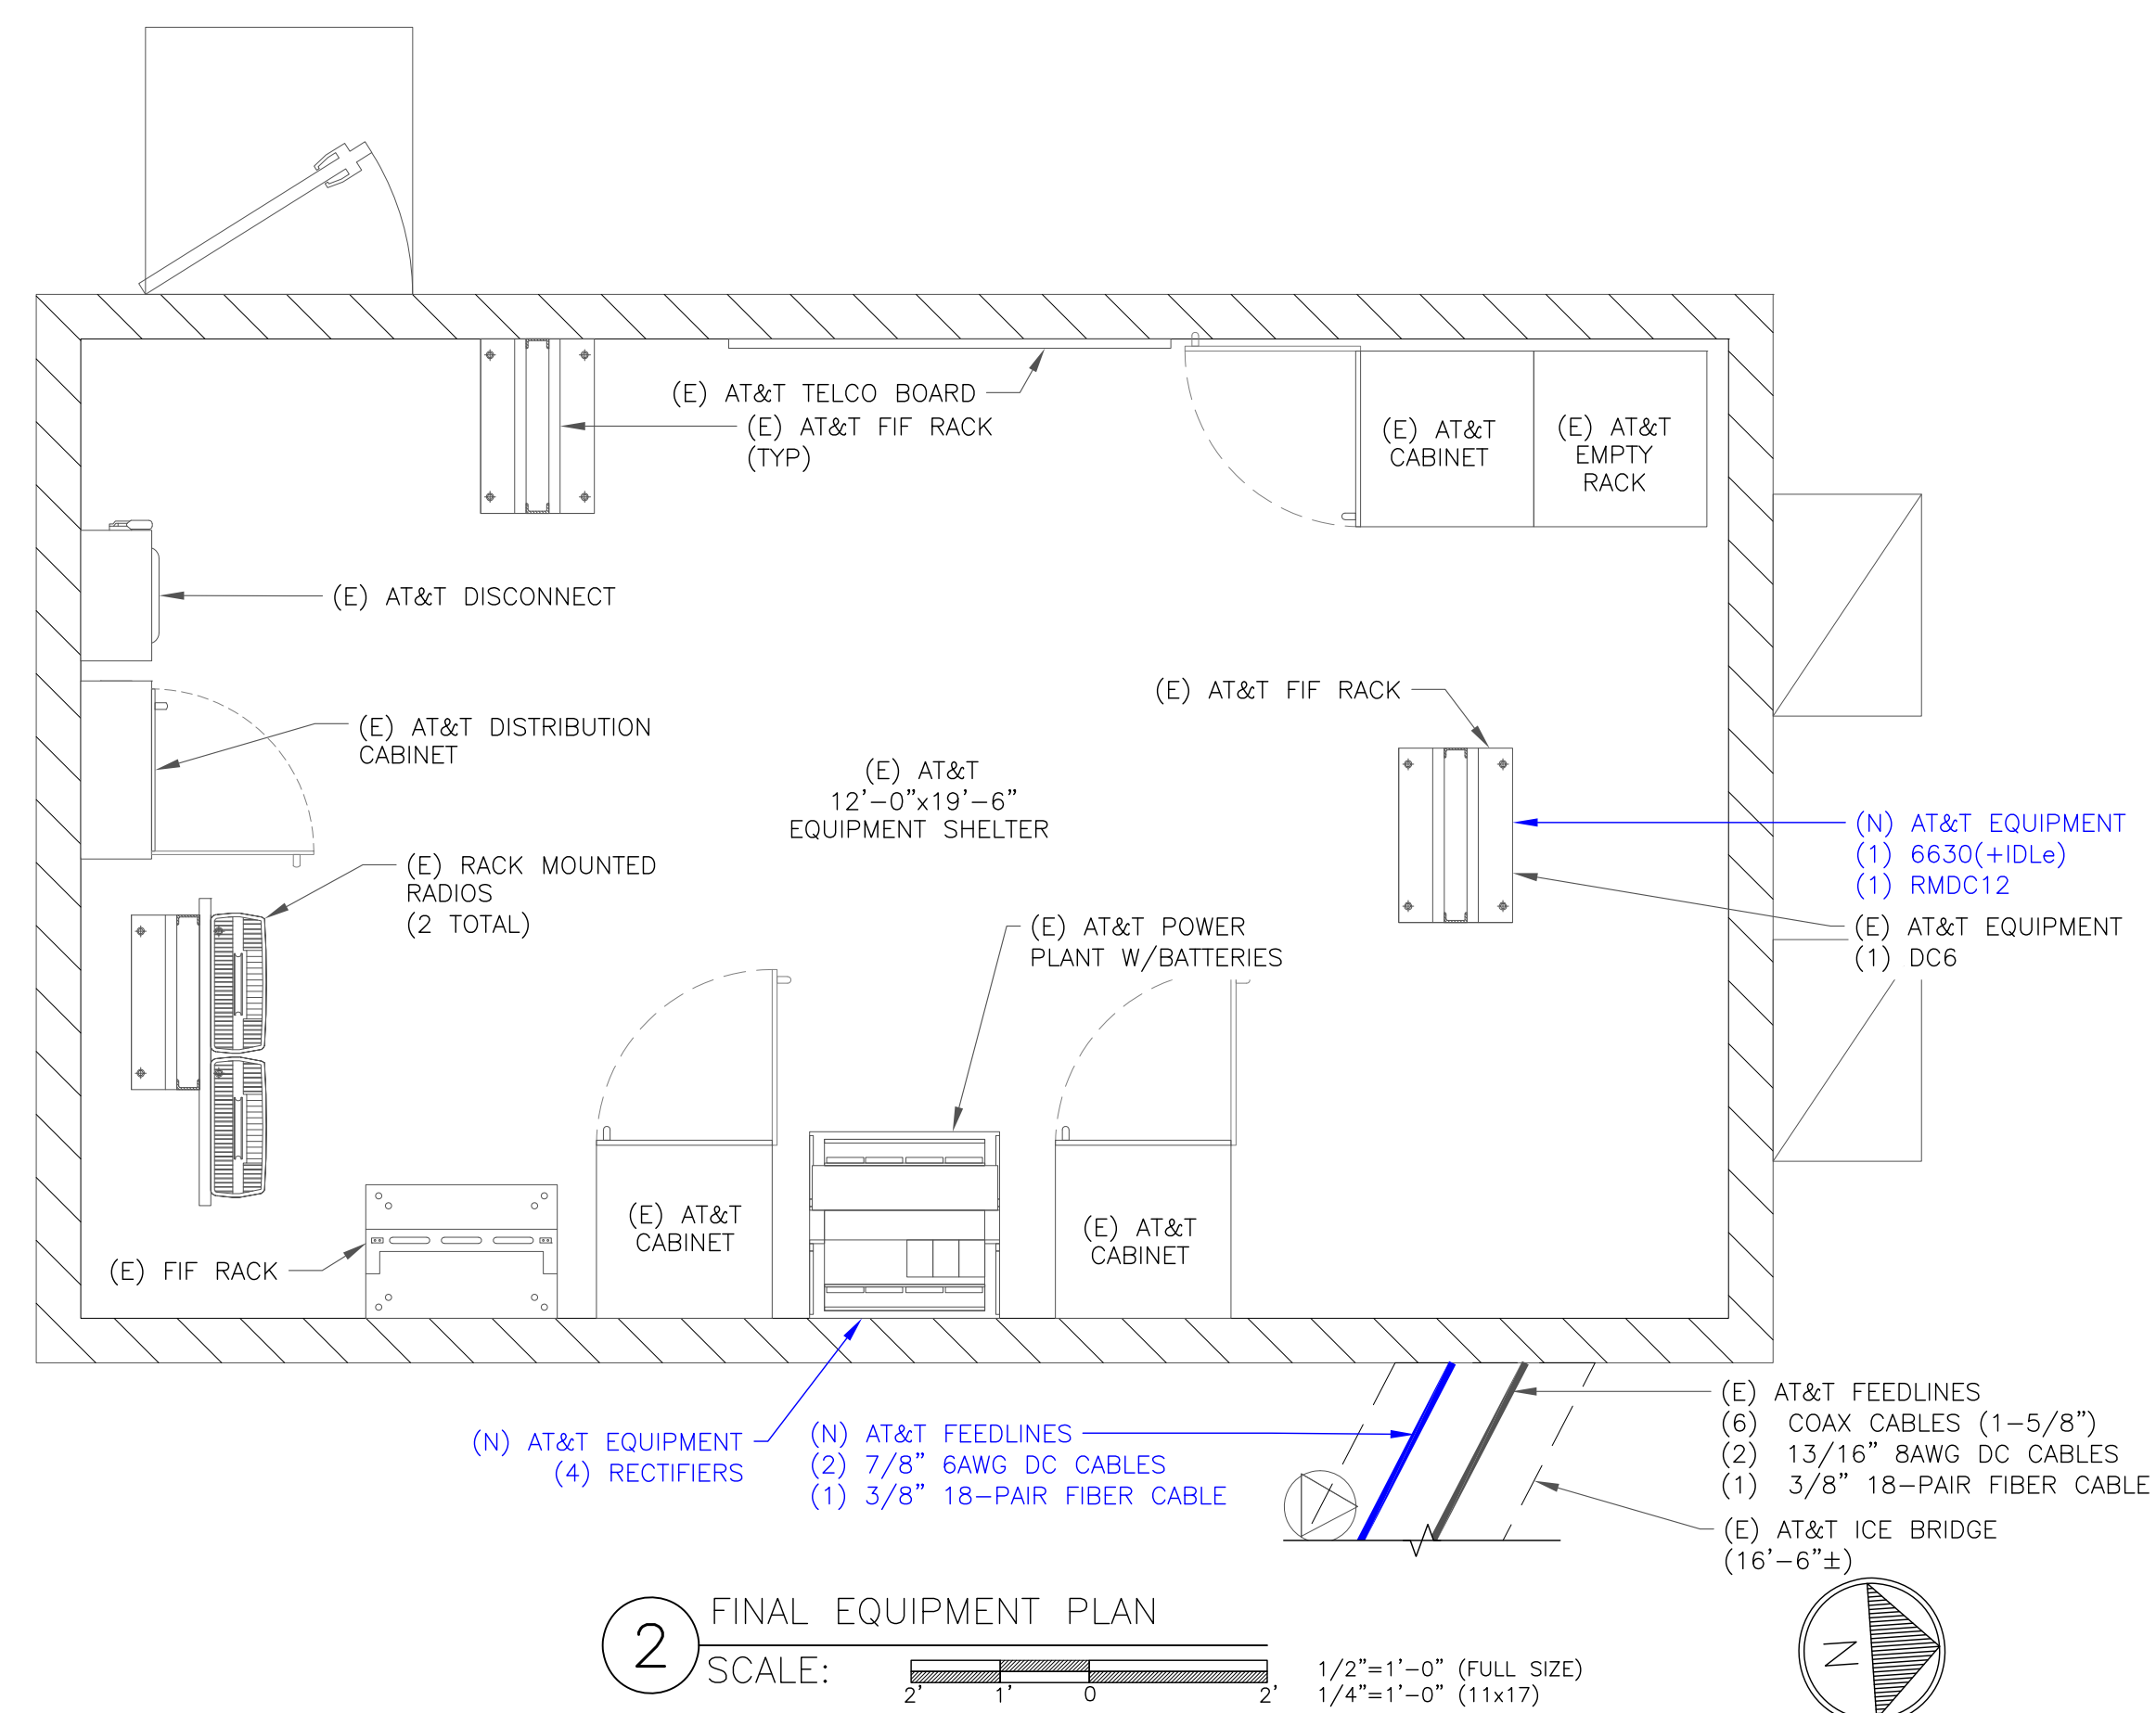 (E) AT&T TELCO BOARD
(E) AT&T FIF RACK
(TYP)
(E) AT&T
CABINET
(E) AT&T
EMPTY
RACK
(E) AT&T DISCONNECT
(E) AT&T FIF RACK
(E) AT&T DISTRIBUTION
CABINET
(E) AT&T
12'-0"x19'-6"
EQUIPMENT SHELTER
(N) AT&T EQUIPMENT
(1) 6630(+IDLe)
(1) RMDC12
(E) RACK MOUNTED
RADIOS
(2 TOTAL)
(E) AT&T POWER
PLANT W/BATTERIES
(E) AT&T EQUIPMENT
(1) DC6
(E) AT&T
CABINET
(E) AT&T
CABINET
(E) FIF RACK
(N) AT&T EQUIPMENT
(4) RECTIFIERS
(N) AT&T FEEDLINES
(2) 7/8" 6AWG DC CABLES
(1) 3/8" 18-PAIR FIBER CABLE
(E) AT&T FEEDLINES
(6) COAX CABLES (1-5/8")
(2) 13/16" 8AWG DC CABLES
(1) 3/8" 18-PAIR FIBER CABLE
(E) AT&T ICE BRIDGE
(16'-6"±)
2
FINAL EQUIPMENT PLAN
SCALE:
2' 1' 0 2'
1/2"=1'-0" (FULL SIZE)
1/4"=1'-0" (11x17)
N